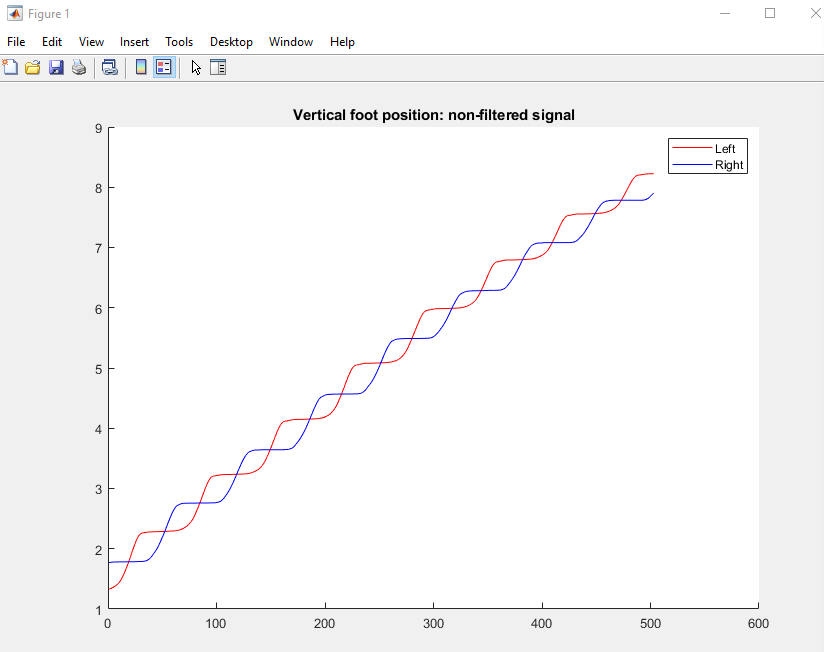 Figure 1
File Edit View Insert Tools Desktop Window Help
Vertical foot position: non-filtered signal
9
8
7
6
5
4
3
2
1
0 100 200 300 400 500 600
Left
Right